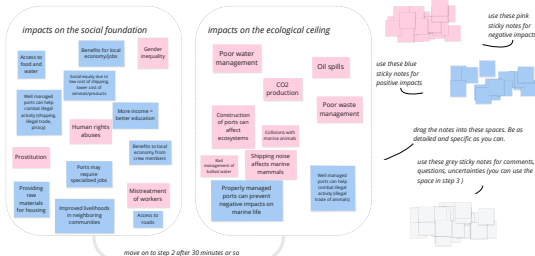 impacts on the social foundation
Access to
food and
water
Benefits for local
economy/jobs
Gender
inequality
Social equity due to
low cost of shipping,
lower cost of
services/products
Well managed
ports can help
combat illegal
activity (shipping,
illegal trade,
piracy)
More income =
better education
Human rights
abuses
Prostitution
Benefits to local
economy from
crew members
Ports may
require
specialized jobs
Providing
raw
materials
for housing
Mistreatment
of workers
Improved livelihoods
in neighboring
communities
Access to
roads
impacts on the ecological ceiling
Poor water
management
Oil spills
CO2
production
Poor waste
management
Construction
of ports can
affect
ecosystems
Collisions with
marine animals
Bad
management of
ballast water
Shipping noise
affects marine
mammals
Well managed
ports can help
combat illegal
activity (illegal
trade of animals)
Properly managed
ports can prevent
negative impacts on
marine life
use these pink
sticky notes for
negative impacts
use these blue
sticky notes for
positive impacts
drag the notes into these spaces. Be as
detailed and specific as you can.
use these grey sticky notes for comments,
questions, uncertainties (you can use the
space in step 3 )
move on to step 2 after 30 minutes or so